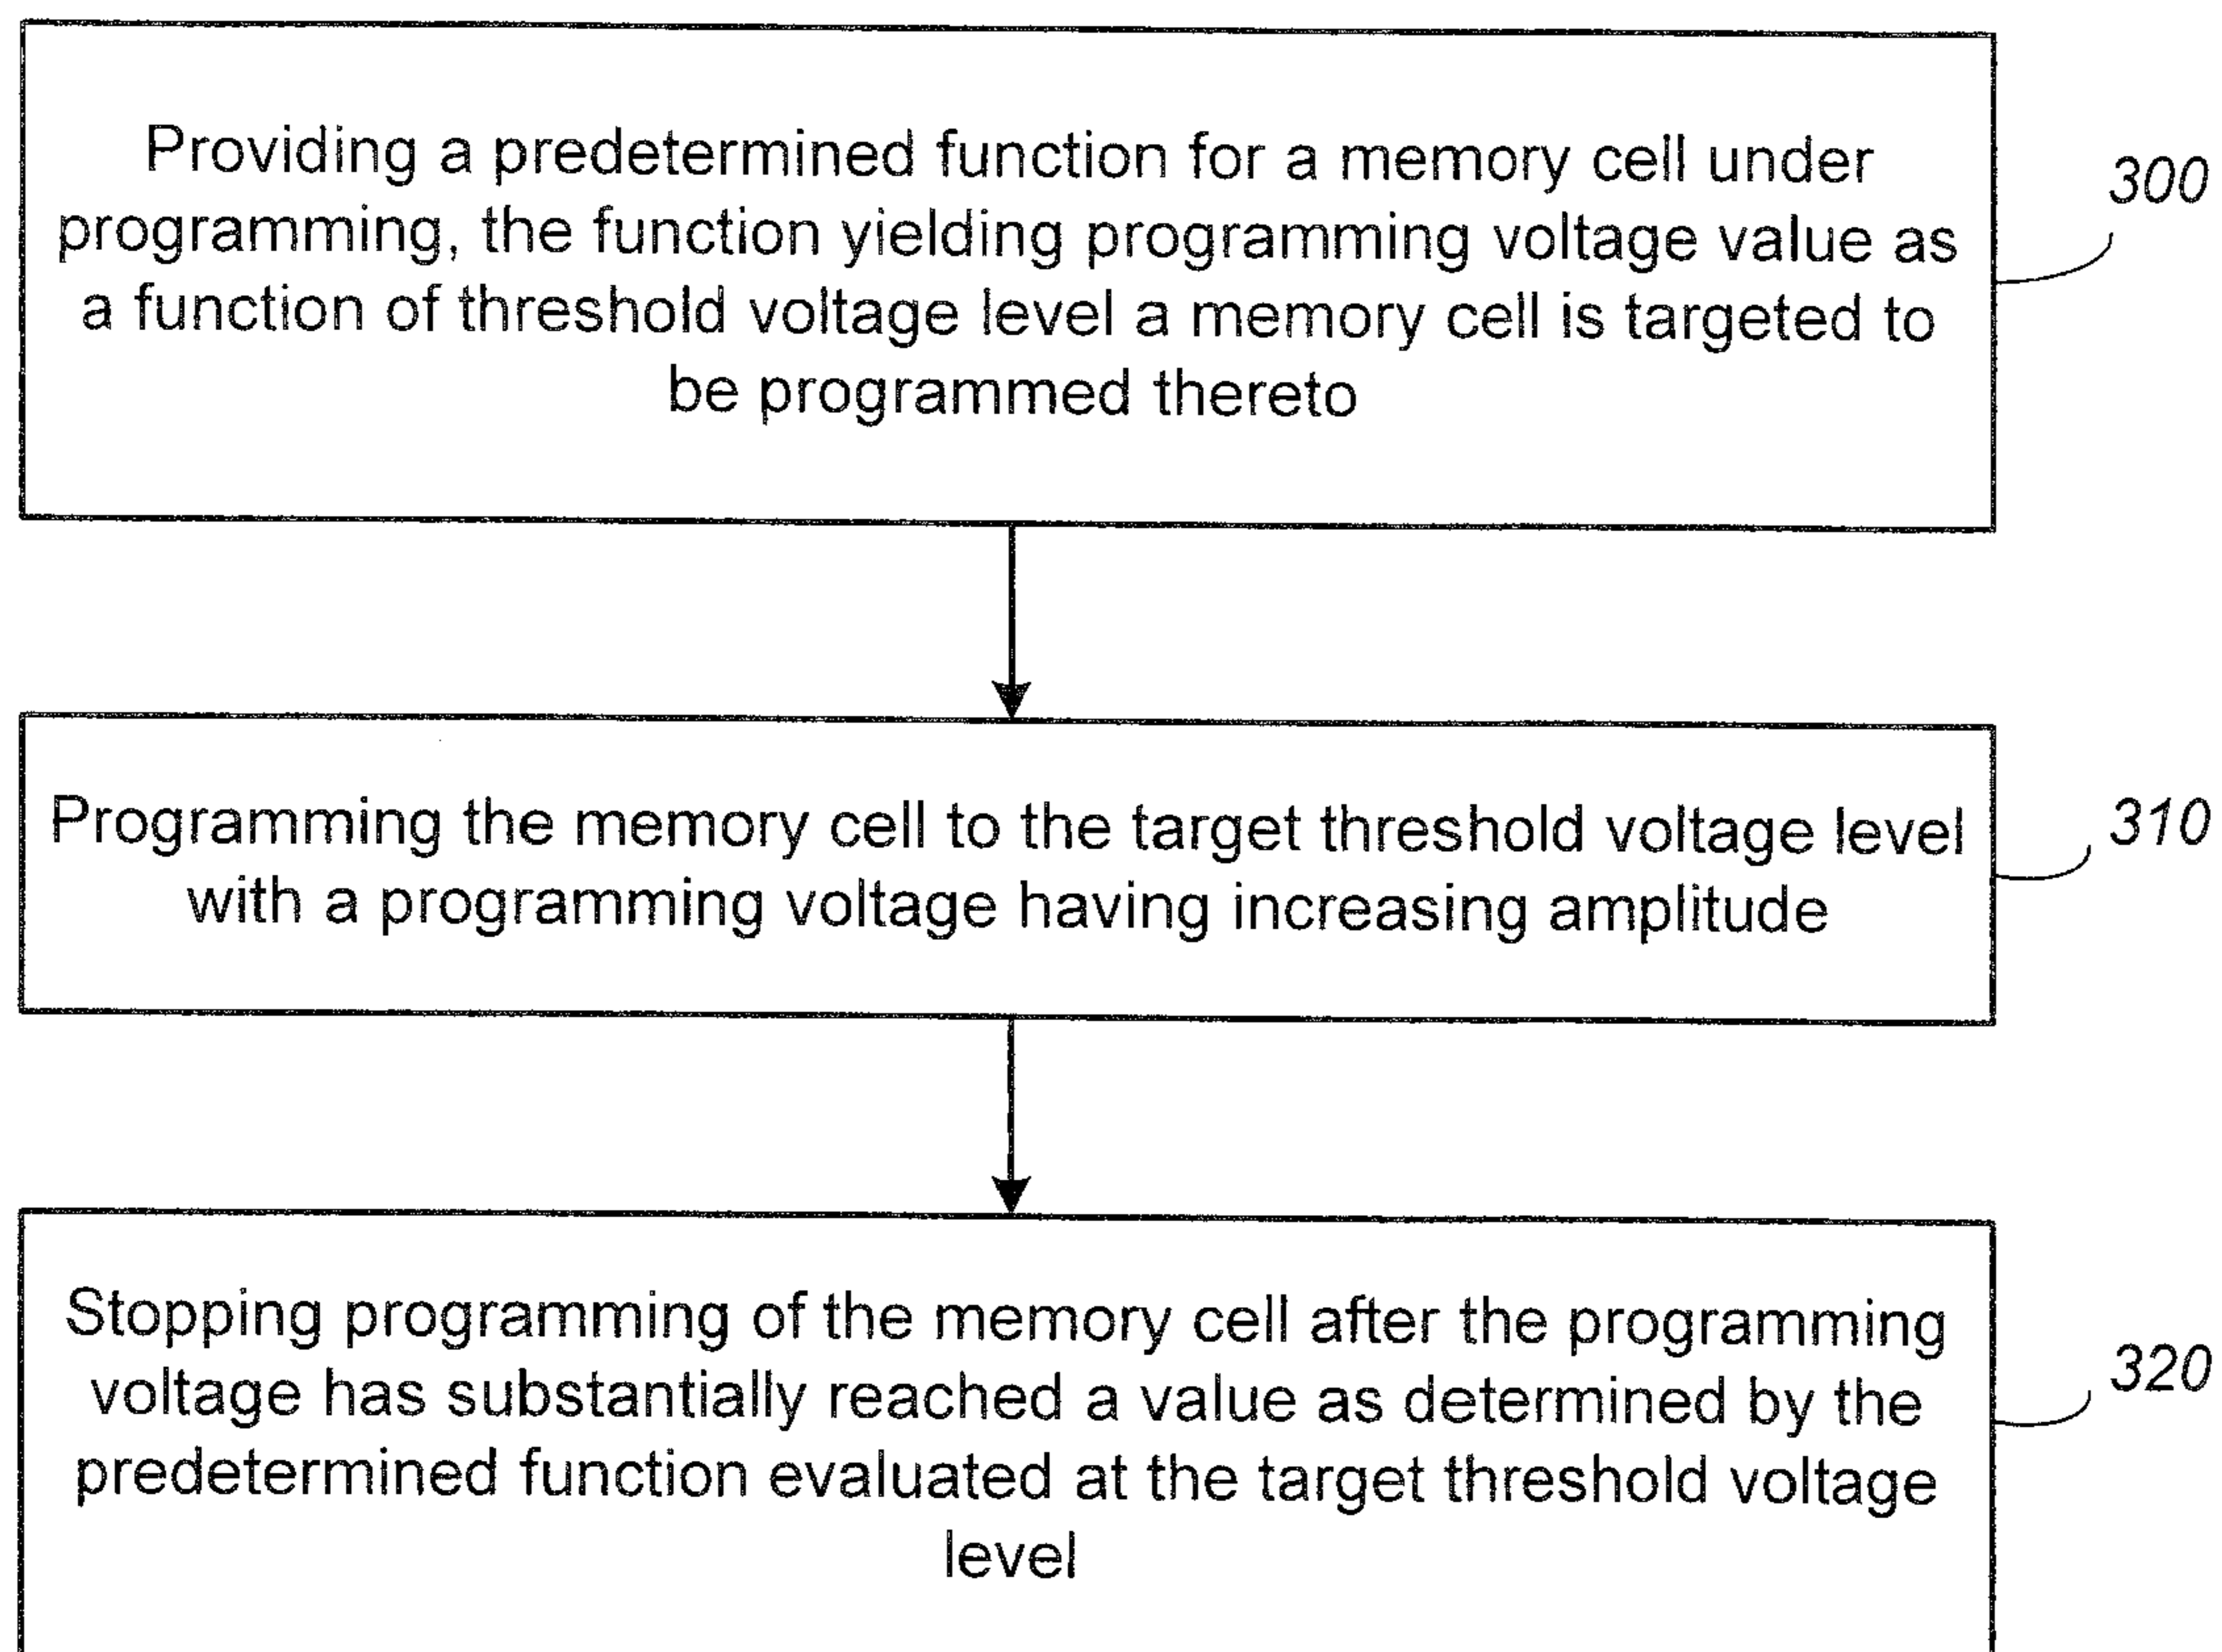 Providing a predetermined function for a memory cell under
programming, the function yielding programming voltage value as
a function of threshold voltage level a memory cell is targeted to
be programmed thereto
300
Programming the memory cell to the target threshold voltage level
with a programming voltage having increasing amplitude
310
Stopping programming of the memory cell after the programming
voltage has substantially reached a value as determined by the
predetermined function evaluated at the target threshold voltage
level
320